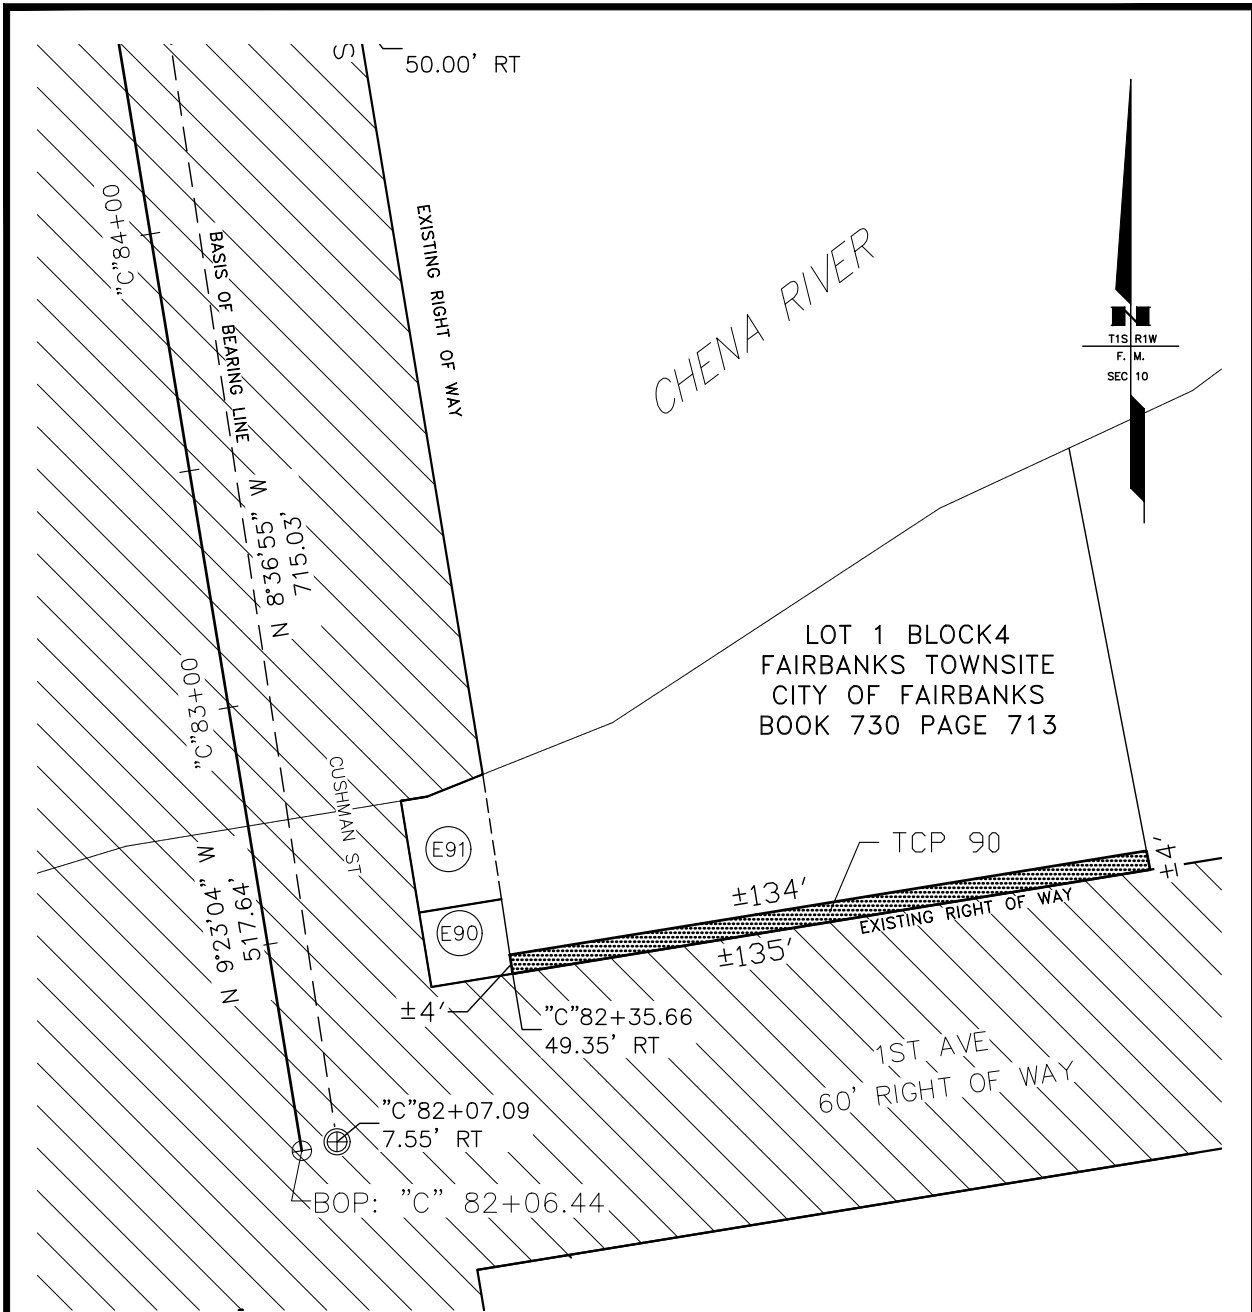 S
50.00' RT
"C"84+00
BASIS OF BEARING LINE
EXISTING RIGHT OF WAY
CHENA RIVER
N
T1S R1W
F. M.
SEC 10
N 8°36'55" W
715.03'
LOT 1 BLOCK4
FAIRBANKS TOWNSITE
CITY OF FAIRBANKS
BOOK 730 PAGE 713
"C"83+00
CUSHMAN ST
N 9°23'04" W
517.64'
E91
E90
TCP 90
±134'
±4'
EXISTING RIGHT OF WAY
±135'
±4'
"C"82+35.66
49.35' RT
1ST AVE
60' RIGHT OF WAY
"C"82+07.09
7.55' RT
BOP: "C" 82+06.44